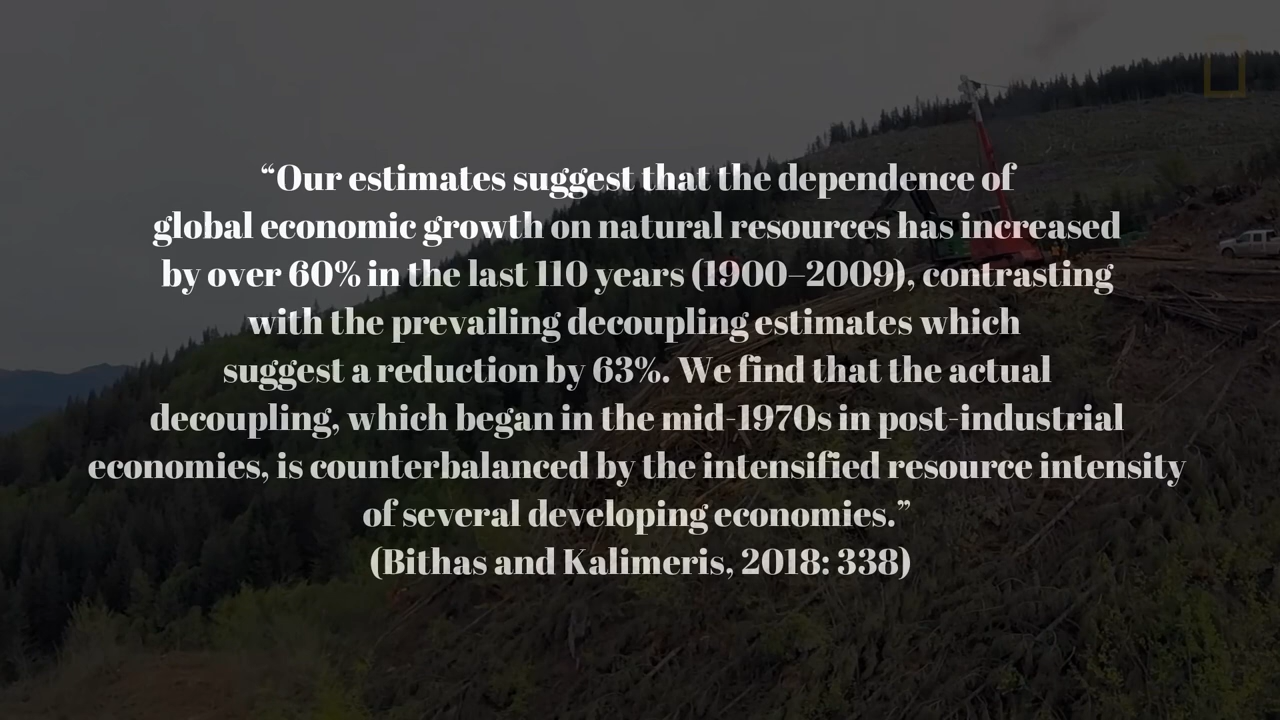 “Our estimates suggest that the dependence of
global economic growth on natural resources has increased
by over 60% in the last 110 years (1900–2009), contrasting
with the prevailing decoupling estimates which
suggest a reduction by 63%. We find that the actual
decoupling, which began in the mid-1970s in post-industrial
economies, is counterbalanced by the intensified resource intensity
of several developing economies.”
(Bithas and Kalimeris, 2018: 338)